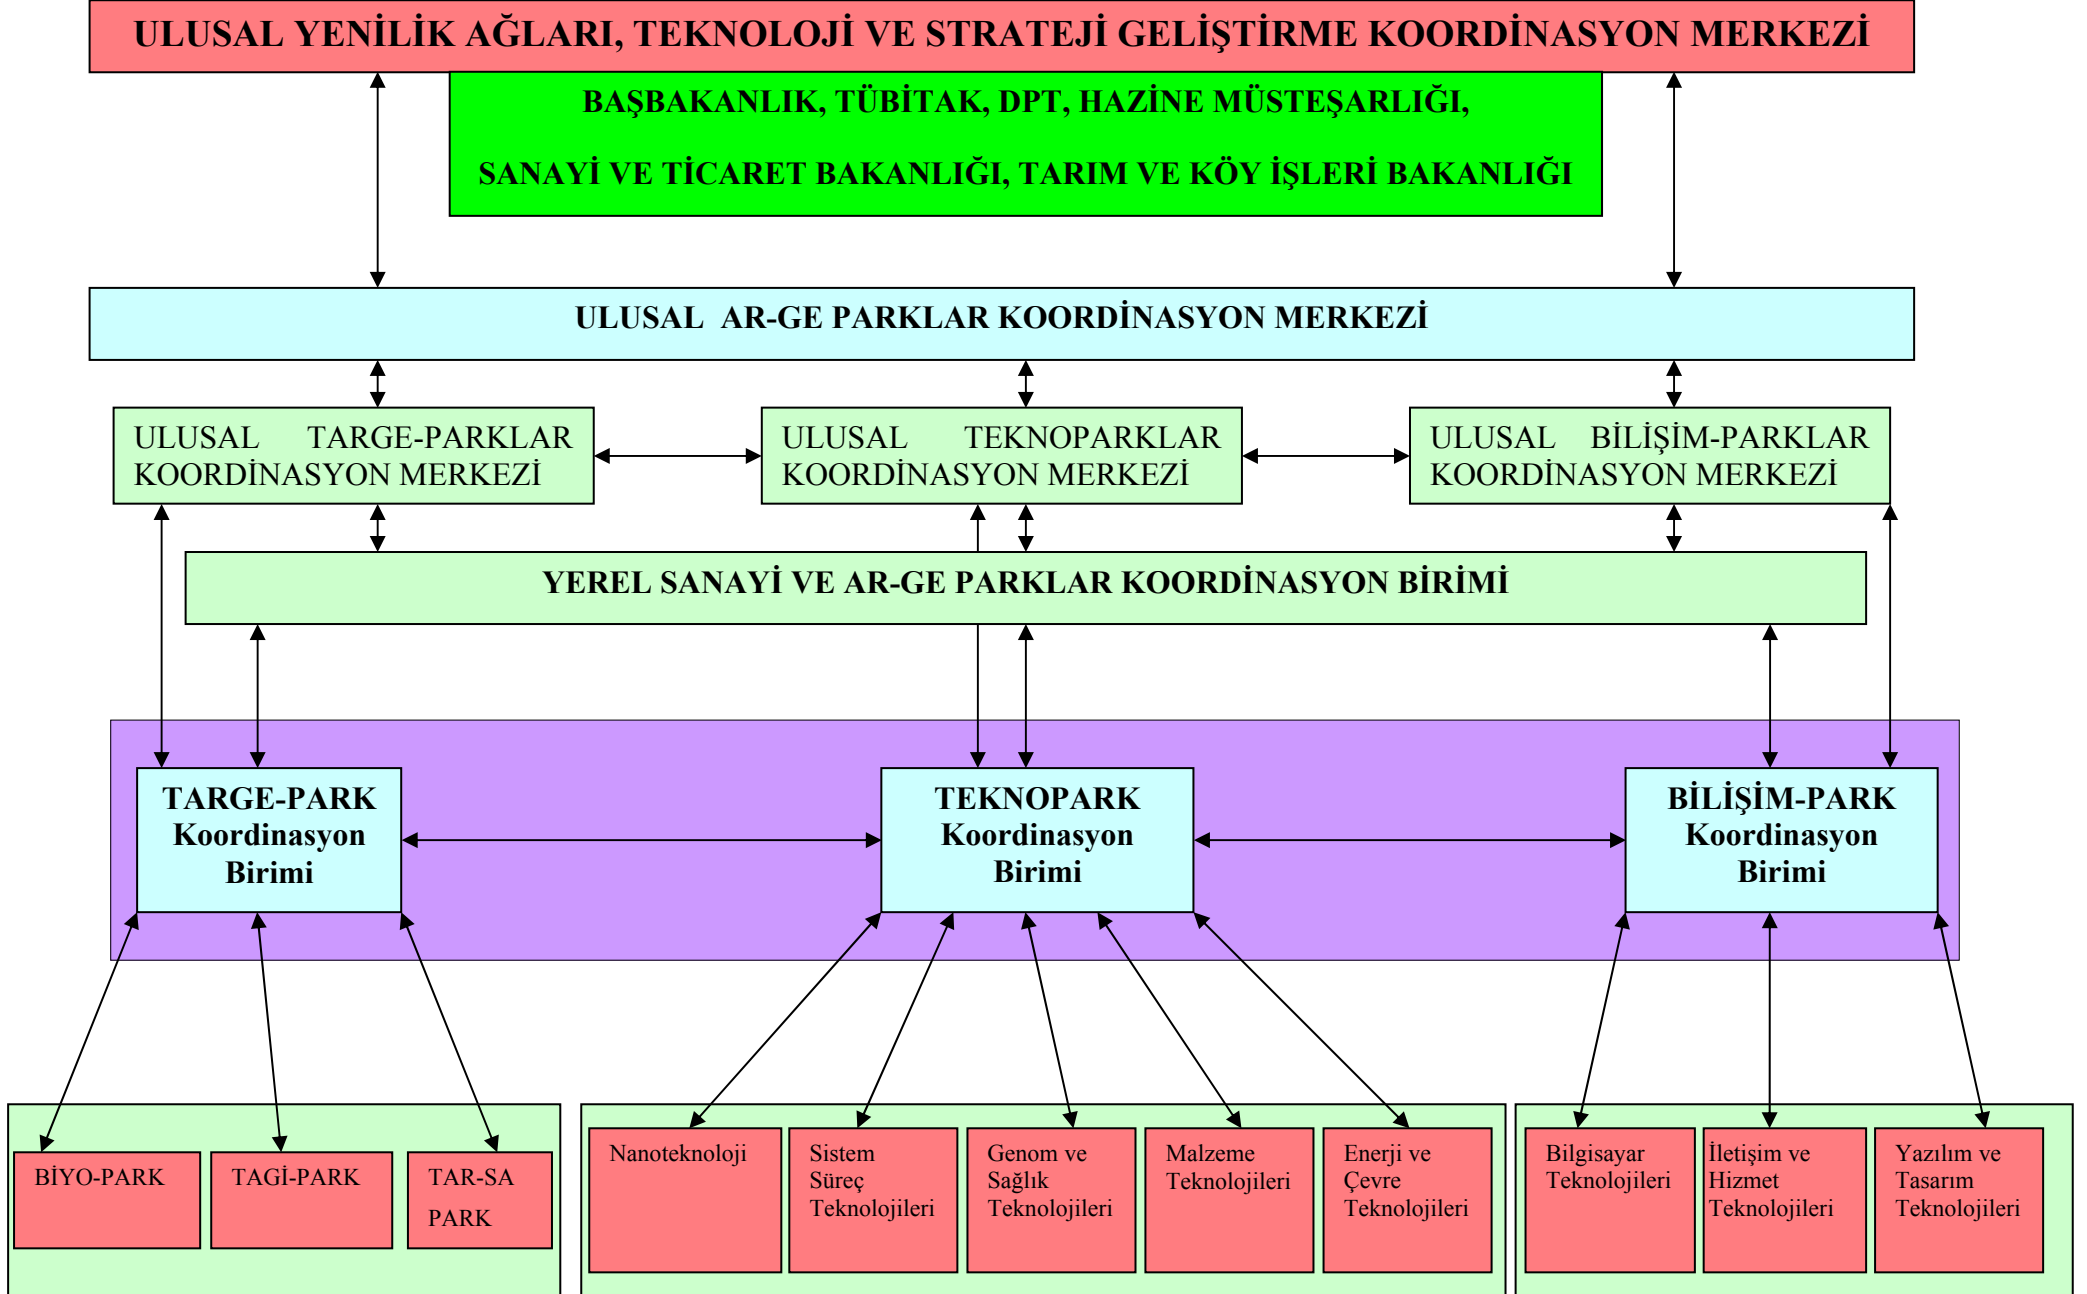 ULUSAL YENİLİK AĞLARI, TEKNOLOJİ VE STRATEJİ GELİŞTİRME KOORDİNASYON MERKEZİ
BAŞBAKANLIK, TÜBİTAK, DPT, HAZİNE MÜSTEŞARLIĞI,
SANAYİ VE TİCARET BAKANLIĞI, TARIM VE KÖY İŞLERİ BAKANLIĞI
ULUSAL AR-GE PARKLAR KOORDİNASYON MERKEZİ
ULUSAL TARGE-PARKLAR
KOORDİNASYON MERKEZİ
ULUSAL TEKNOPARKLAR
KOORDİNASYON MERKEZİ
ULUSAL BİLİŞİM-PARKLAR
KOORDİNASYON MERKEZİ
YEREL SANAYİ VE AR-GE PARKLAR KOORDİNASYON BİRİMİ
TARGE-PARK
Koordinasyon
Birimi
TEKNOPARK
Koordinasyon
Birimi
BİLİŞİM-PARK
Koordinasyon
Birimi
BİYO-PARK
TAGİ-PARK
TAR-SA
PARK
Nanoteknoloji
Sistem
Süreç
Teknolojileri
Genom ve
Sağlık
Teknolojileri
Malzeme
Teknolojileri
Enerji ve
Çevre
Teknolojileri
Bilgisayar
Teknolojileri
İletişim ve
Hizmet
Teknolojileri
Yazılım ve
Tasarım
Teknolojileri